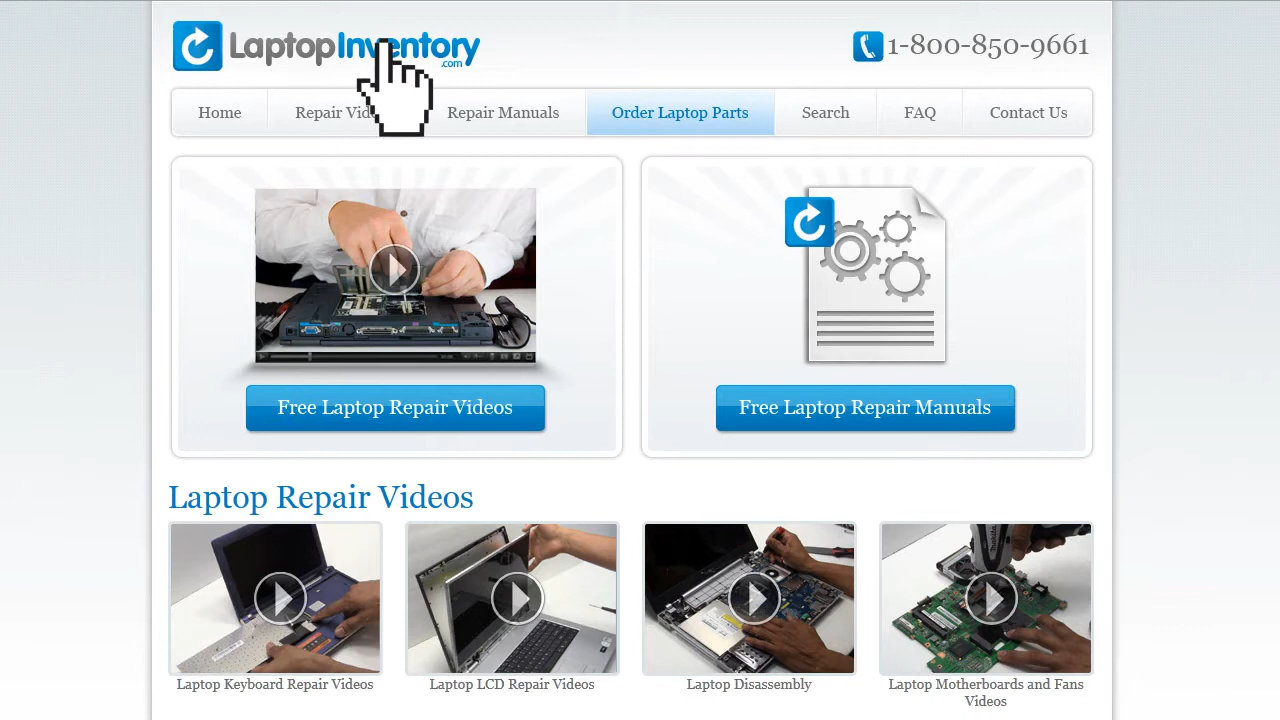 LaptopInventory
.com
1-800-850-9661
Home
Repair Vid
Repair Manuals
Order Laptop Parts
Search
FAQ
Contact Us
Free Laptop Repair Videos
Free Laptop Repair Manuals
Laptop Repair Videos
Laptop Keyboard Repair Videos
Laptop LCD Repair Videos
Laptop Disassembly
Laptop Motherboards and Fans
Videos